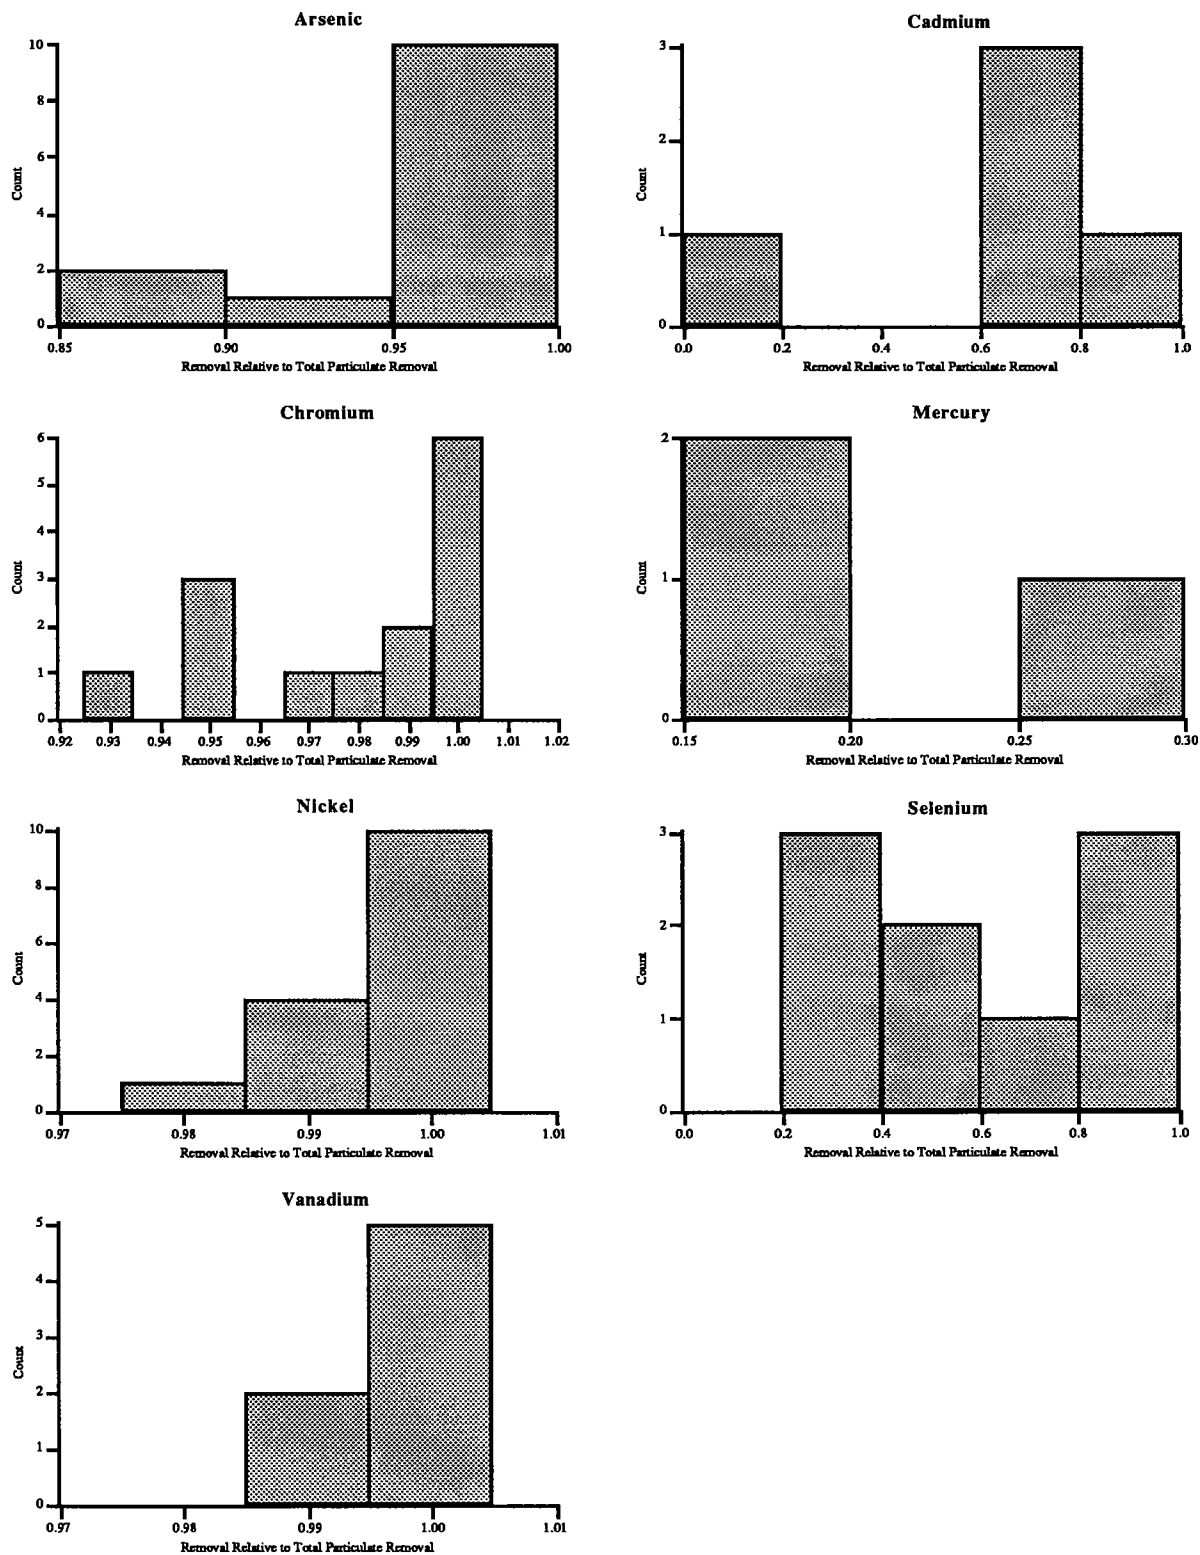 Arsenic
10
8
6
4
2
0
Count
0.85 0.90 0.95 1.00
Removal Relative to Total Particulate Removal
Cadmium
3
2
1
0
Count
0.0 0.2 0.4 0.6 0.8 1.0
Removal Relative to Total Particulate Removal
Chromium
6
5
4
3
2
1
0
Count
0.92 0.93 0.94 0.95 0.96 0.97 0.98 0.99 1.00 1.01 1.02
Removal Relative to Total Particulate Removal
Mercury
2
1
0
Count
0.15 0.20 0.25 0.30
Removal Relative to Total Particulate Removal
Nickel
10
8
6
4
2
0
Count
0.97 0.98 0.99 1.00 1.01
Removal Relative to Total Particulate Removal
Selenium
3
2
1
0
Count
0.0 0.2 0.4 0.6 0.8 1.0
Removal Relative to Total Particulate Removal
Vanadium
5
4
3
2
1
0
Count
0.97 0.98 0.99 1.00 1.01
Removal Relative to Total Particulate Removal